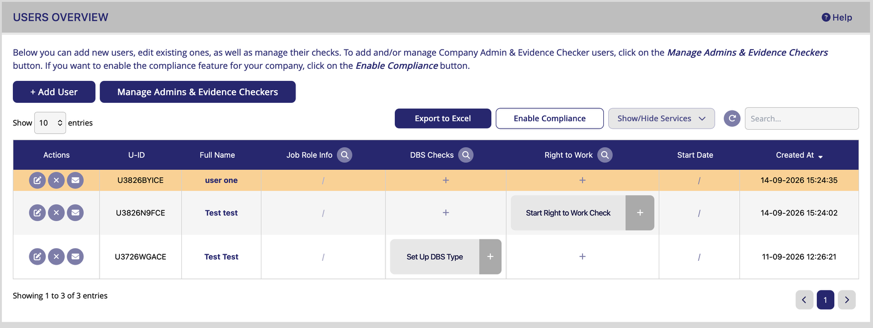 USERS OVERVIEW
? Help
Below you can add new users, edit existing ones, as well as manage their checks. To add and/or manage Company Admin & Evidence Checker users, click on the Manage Admins & Evidence Checkers
button. If you want to enable the compliance feature for your company, click on the Enable Compliance button.
+ Add User
Manage Admins & Evidence Checkers
Show 10 entries
Export to Excel
Enable Compliance
Show/Hide Services
Search...
Actions U-ID Full Name Job Role Info DBS Checks Right to Work Start Date Created At
U3826BYICE user one / + + / 14-09-2026 15:24:35
U3826N9FCE Test test / + Start Right to Work Check + / 14-09-2026 15:24:02
U3726WGACE Test Test / Set Up DBS Type + + / 11-09-2026 12:26:21
Showing 1 to 3 of 3 entries
1